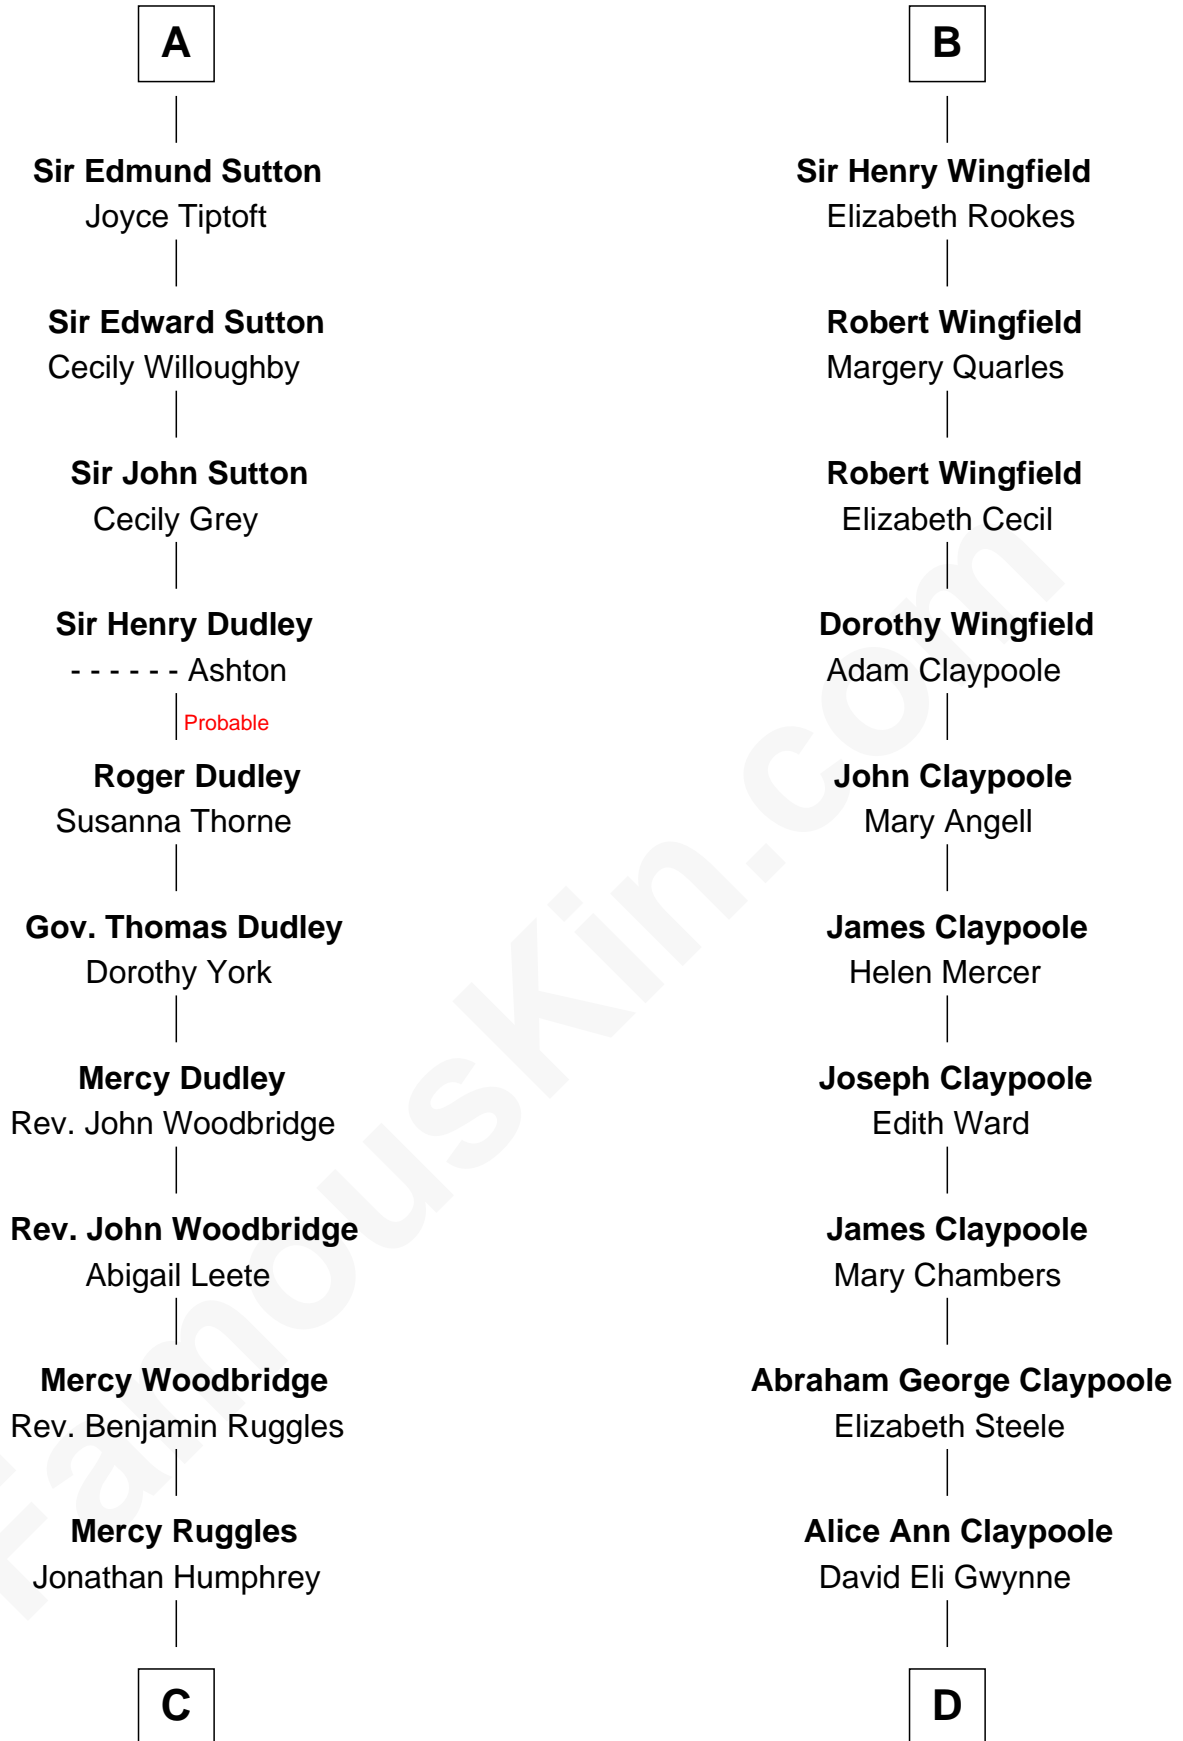 A
Sir Edmund Sutton
Joyce Tiptoft
Sir Edward Sutton
Cecily Willoughby
Sir John Sutton
Cecily Grey
Sir Henry Dudley
- - - - - - Ashton
Probable
Roger Dudley
Susanna Thorne
Gov. Thomas Dudley
Dorothy York
Mercy Dudley
Rev. John Woodbridge
Rev. John Woodbridge
Abigail Leete
Mercy Woodbridge
Rev. Benjamin Ruggles
Mercy Ruggles
Jonathan Humphrey
C
B
Sir Henry Wingfield
Elizabeth Rookes
Robert Wingfield
Margery Quarles
Robert Wingfield
Elizabeth Cecil
Dorothy Wingfield
Adam Claypoole
John Claypoole
Mary Angell
James Claypoole
Helen Mercer
Joseph Claypoole
Edith Ward
James Claypoole
Mary Chambers
Abraham George Claypoole
Elizabeth Steele
Alice Ann Claypoole
David Eli Gwynne
D
FamousKin.com